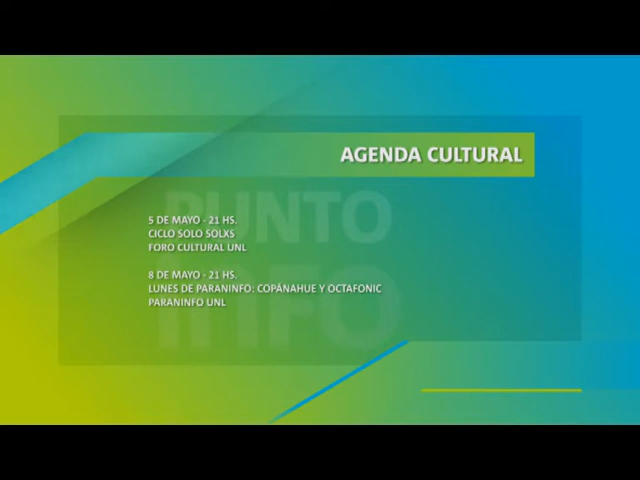 AGENDA CULTURAL
PUNTO
info
5 DE MAYO - 21 HS.
CICLO SOLO SOLXS
FORO CULTURAL UNL
8 DE MAYO - 21 HS.
LUNES DE PARANINFO: COPÁNAHUE Y OCTAFONIC
PARANINFO UNL